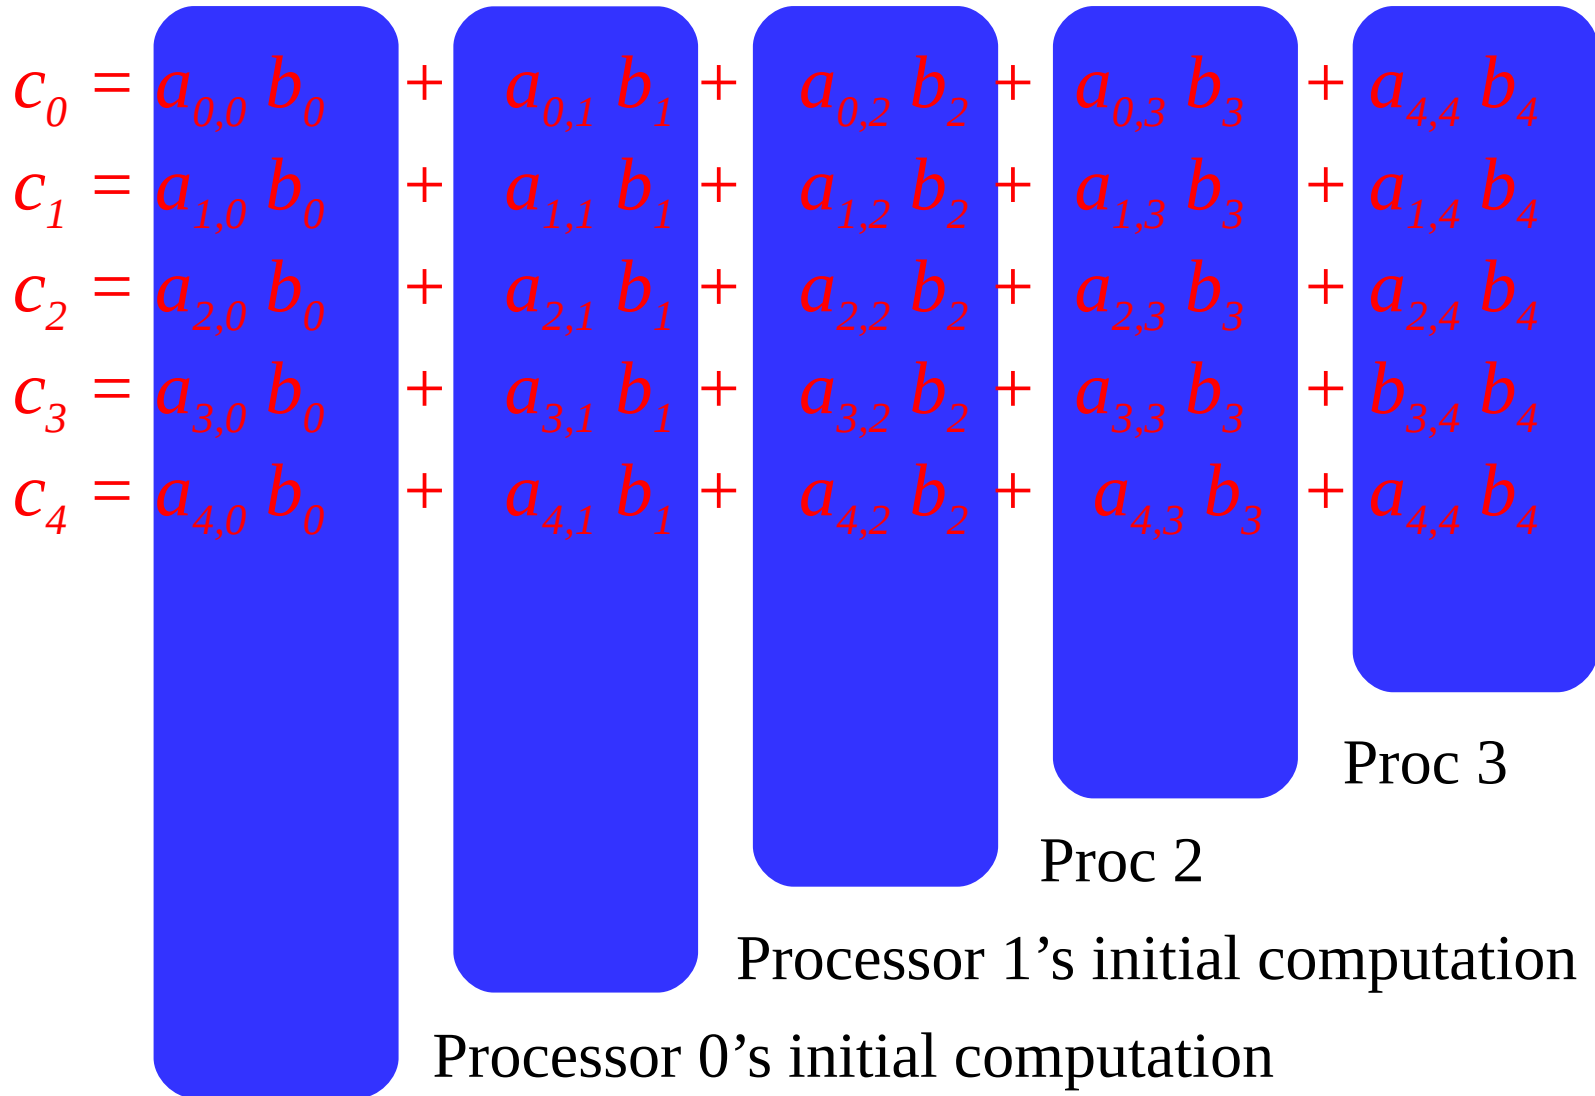 c0 = a0,0 b0 + a0,1 b1 + a0,2 b2 + a0,3 b3 + a4,4 b4
c1 = a1,0 b0 + a1,1 b1 + a1,2 b2 + a1,3 b3 + a1,4 b4
c2 = a2,0 b0 + a2,1 b1 + a2,2 b2 + a2,3 b3 + a2,4 b4
c3 = a3,0 b0 + a3,1 b1 + a3,2 b2 + a3,3 b3 + b3,4 b4
c4 = a4,0 b0 + a4,1 b1 + a4,2 b2 + a4,3 b3 + a4,4 b4
Proc 3
Proc 2
Processor 1’s initial computation
Processor 0’s initial computation